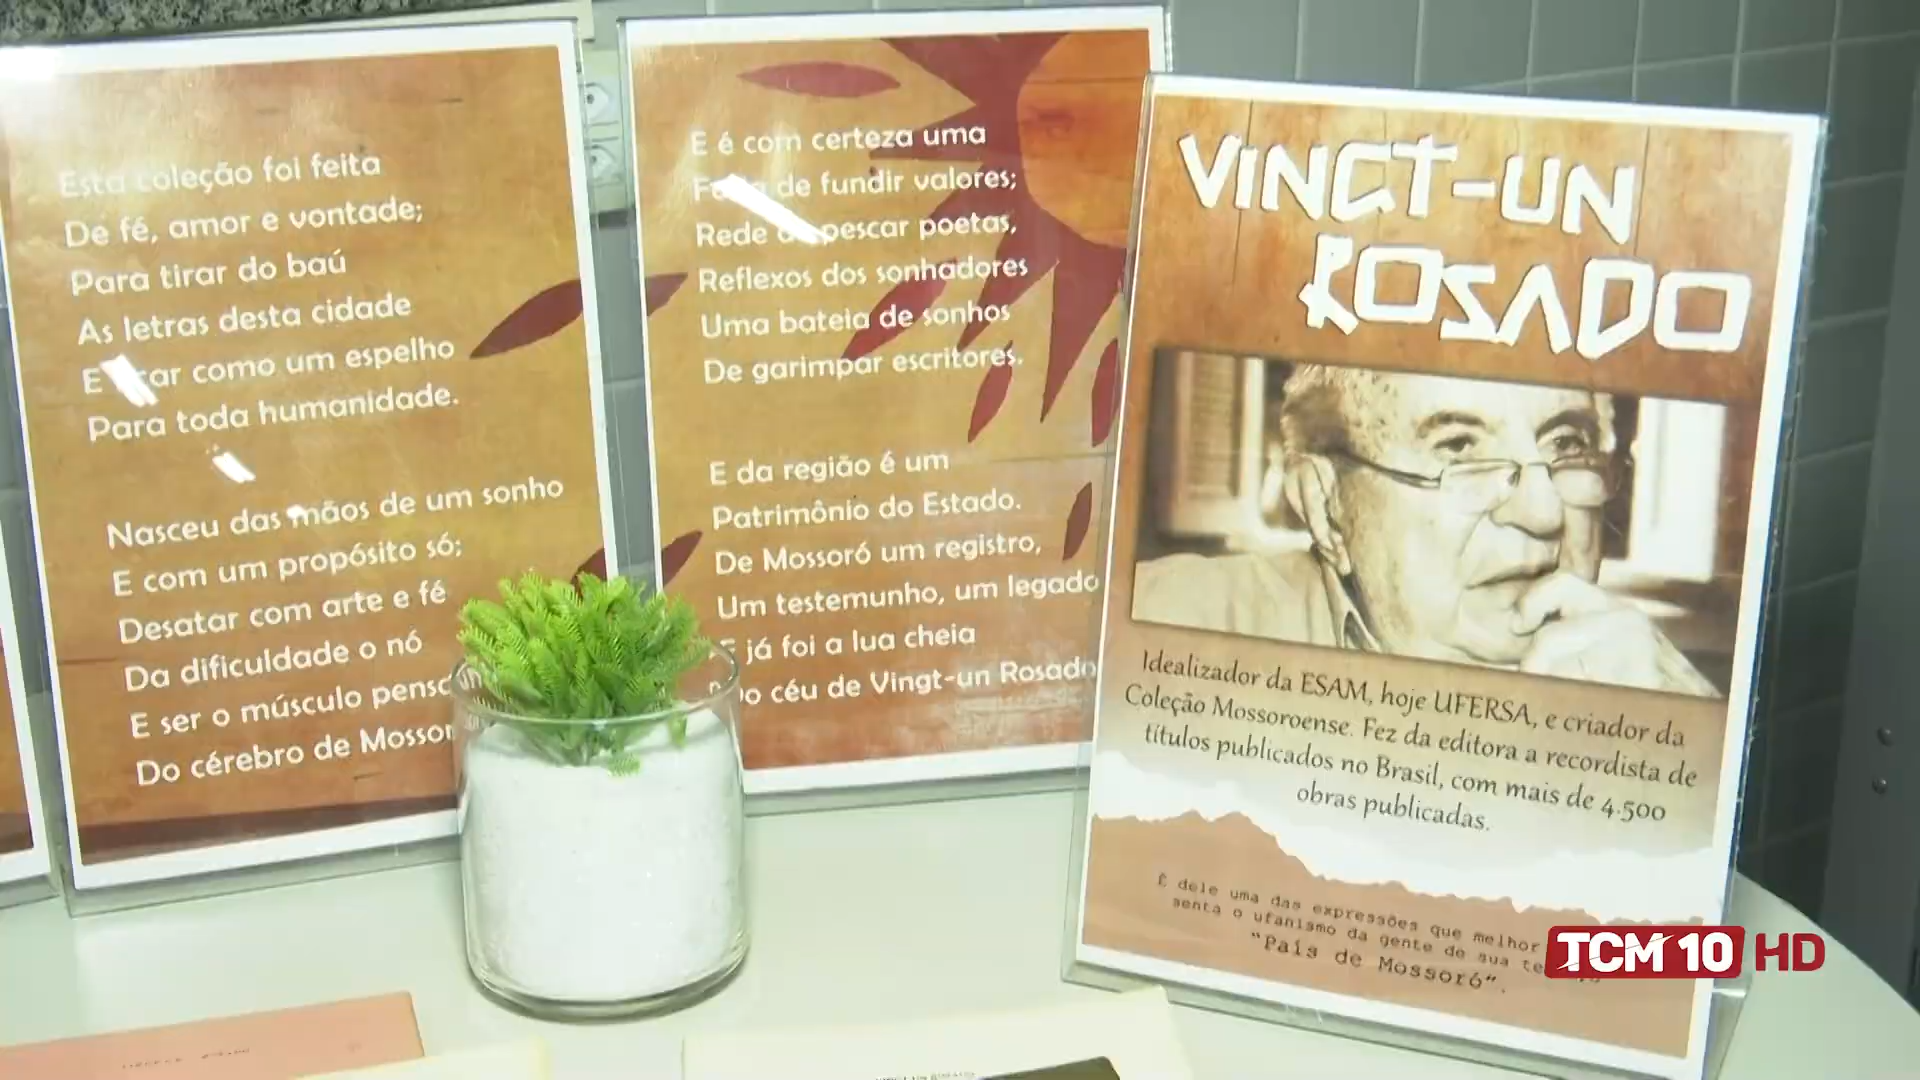 Esta coleção foi feita
De fé, amor e vontade;
Para tirar do baú
As letras desta cidade
E como um espelho
Para toda humanidade.
Nasceu das mãos de um sonho
E com um propósito só;
Desatar com arte e fé
Da dificuldade o nó
E ser o músculo
Do cérebro de
E é com certeza uma
de fundir valores;
Rede pescar poetas,
Reflexos dos sonhadores
Uma bateia de sonhos
De garimpar escritores.
E da região é um
Patrimônio do Estado.
De Mossoró um registro,
Um testemunho, um legado
E já foi a lua cheia
céu de Vingt-un Rosado
VINGT-UN
ROSADO
Idealizador da ESAM, hoje UFERSA, e criador da
Coleção Mossoroense. Fez da editora a recordista de
títulos publicados no Brasil, com mais de 4.500
obras publicadas.
É dele uma das expressões que melhor
senta o ufanismo da gente de sua
"País de Mossoró".
TCM 10 HD